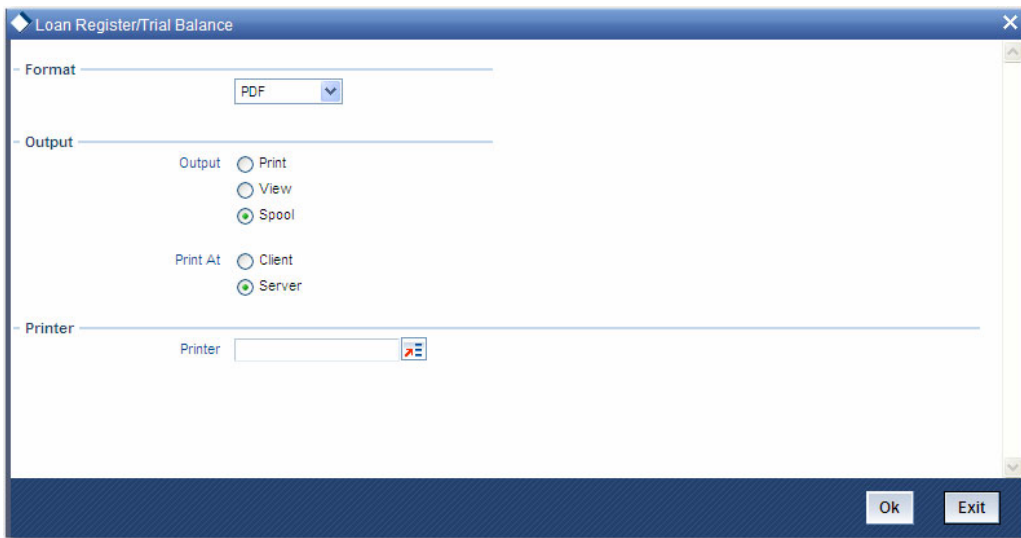 Loan Register/Trial Balance
Format
PDF
Output
Output Print
View
Spool
Print At Client
Server
Printer
Printer
Ok Exit